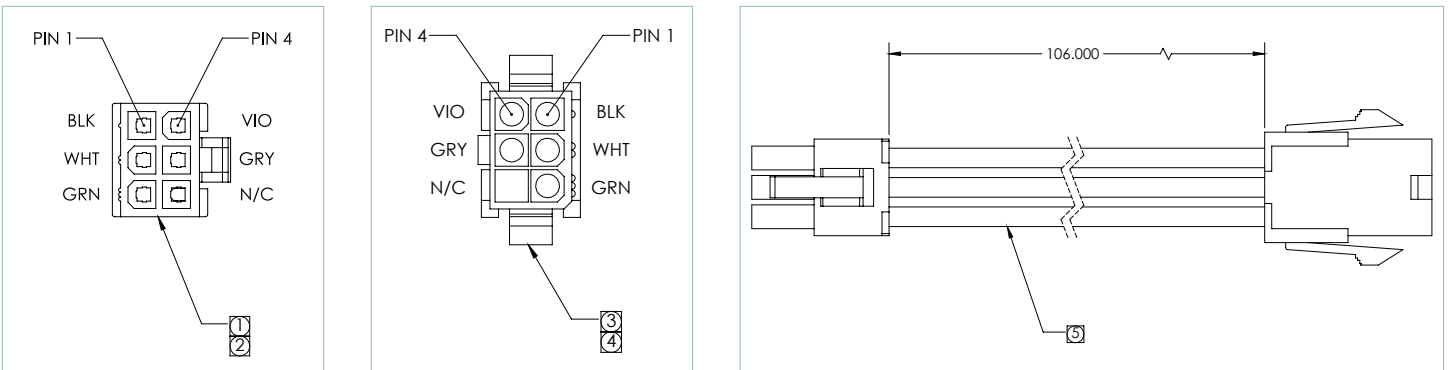 PIN 1 PIN 4
BLK VIO
WHT GRY
GRN N/C
1
2
PIN 4 PIN 1
VIO BLK
GRY WHT
N/C GRN
3
4
106.000
5